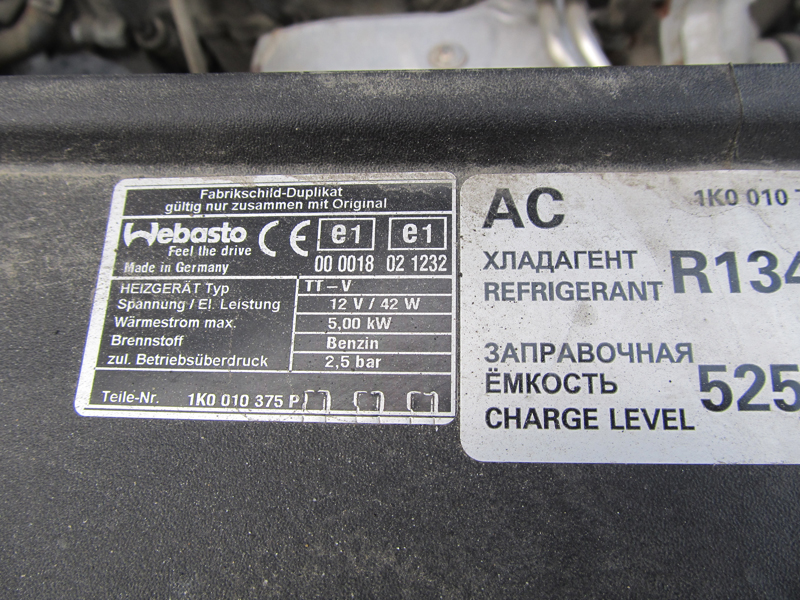 Fabrikschild-Duplikat
gültig nur zusammen mit Original
Webasto CE e1 e1
Feel the drive
Made in Germany 00 0018 02 1232
HEIZGERÄT Typ TT – V
Spannung / El. Leistung 12 V / 42 W
Wärmestrom max. 5,00 kW
Brennstoff Benzin
zul. Betriebsüberdruck 2,5 bar
Teile-Nr. 1K0 010 375 P
AC 1K0 010
ХЛАДАГЕНТ
REFRIGERANT R134
ЗАПРАВОЧНАЯ
ЁМКОСТЬ 525
CHARGE LEVEL